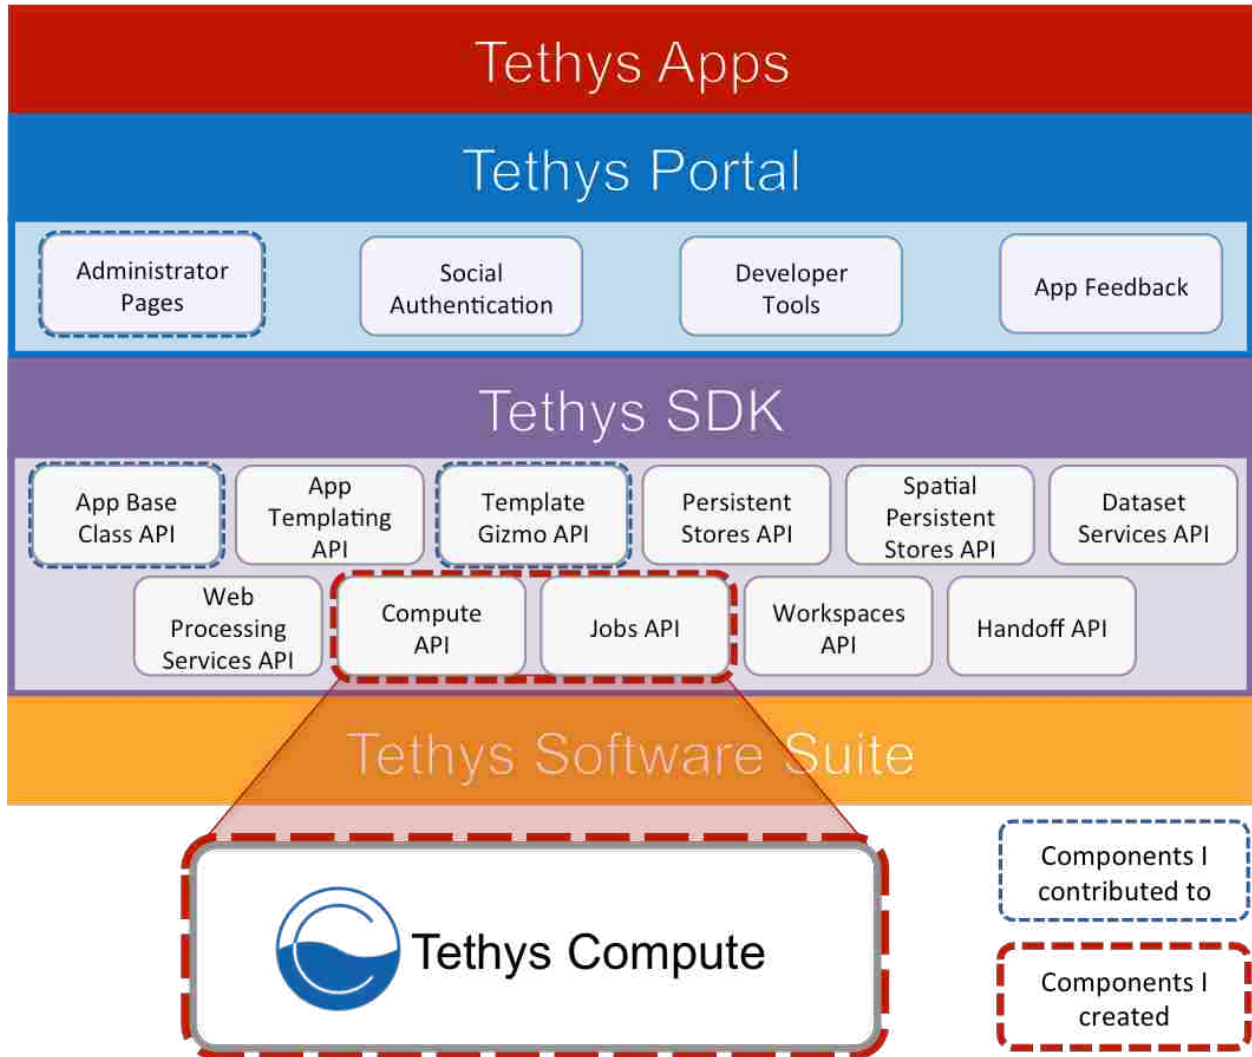 Tethys Apps
Tethys Portal
Administrator
Pages
Social
Authentication
Developer
Tools
App Feedback
Tethys SDK
App Base
Class API
App
Templating
API
Template
Gizmo API
Persistent
Stores API
Spatial
Persistent
Stores API
Dataset
Services API
Web
Processing
Services API
Compute
API
Jobs API
Workspaces
API
Handoff API
Tethys Software Suite
Tethys Compute
Components I
contributed to
Components I
created